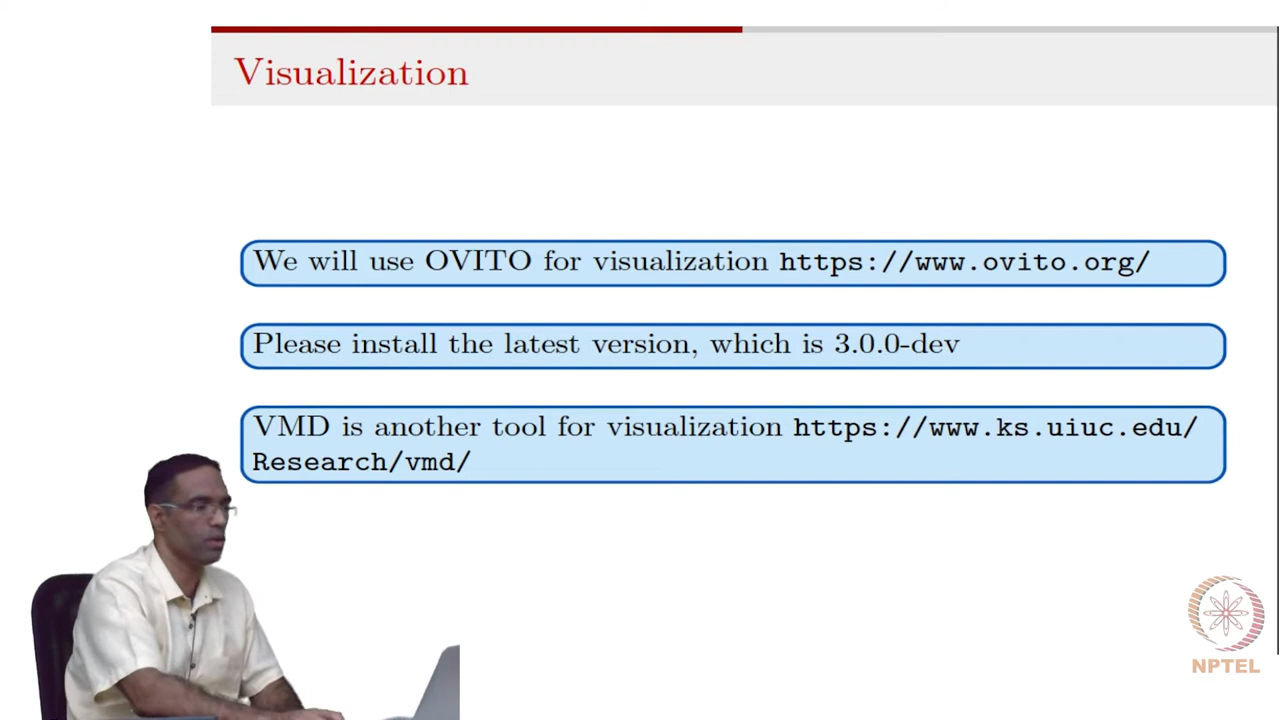 Visualization
We will use OVITO for visualization https://www.ovito.org/
Please install the latest version, which is 3.0.0-dev
VMD is another tool for visualization https://www.ks.uiuc.edu/
Research/vmd/
NPTEL